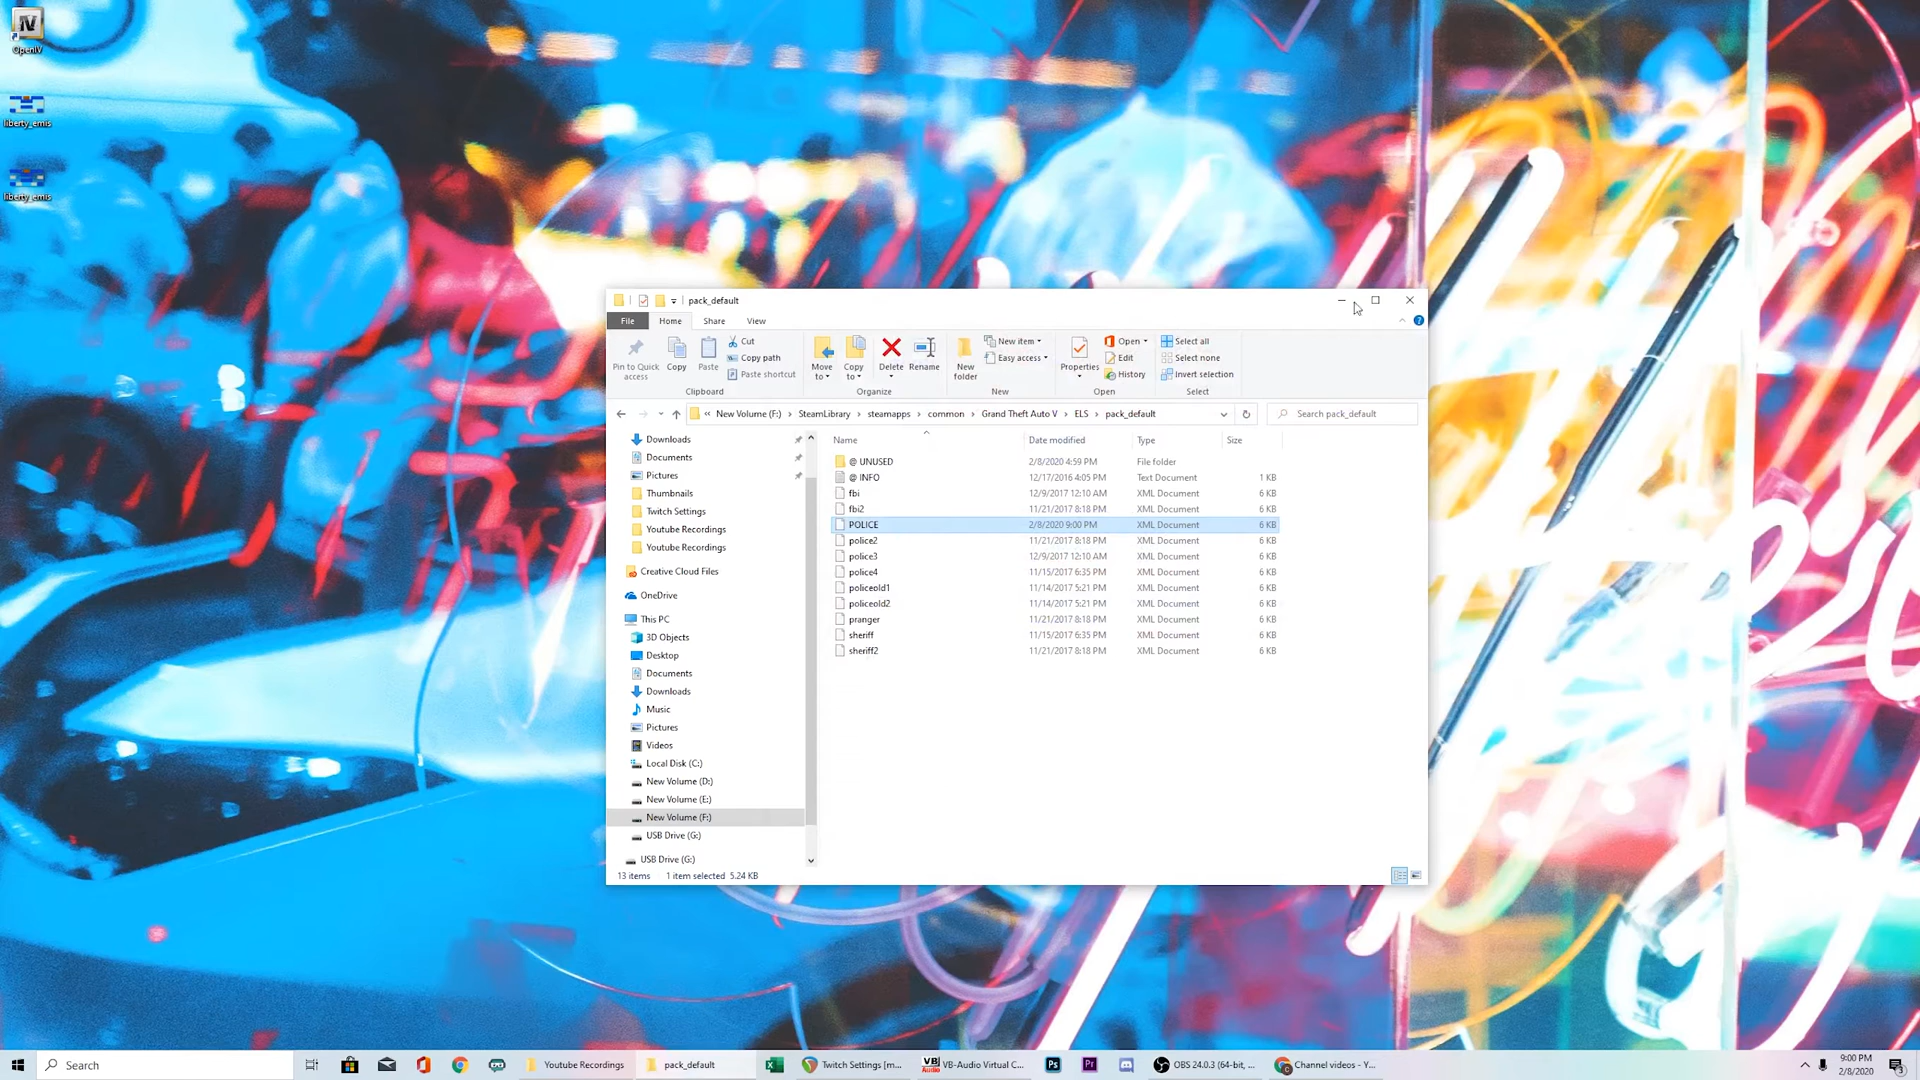 OpenIV
liberty_emis
liberty_emis
pack_default
File Home Share View
Pin to Quick access
Copy
Paste
Cut
Copy path
Paste shortcut
Clipboard
Move to
Copy to
Delete
Rename
Organize
New folder
New item
Easy access
New
Properties
Open
Edit
History
Open
Select all
Select none
Invert selection
Select
« New Volume (F:) › SteamLibrary › steamapps › common › Grand Theft Auto V › ELS › pack_default
Search pack_default
Downloads
Documents
Pictures
Thumbnails
Twitch Settings
Youtube Recordings
Youtube Recordings
Creative Cloud Files
OneDrive
This PC
3D Objects
Desktop
Documents
Downloads
Music
Pictures
Videos
Local Disk (C:)
New Volume (D:)
New Volume (E:)
New Volume (F:)
USB Drive (G:)
USB Drive (G:)
Name Date modified Type Size
@ UNUSED 2/8/2020 4:59 PM File folder
@ INFO 12/17/2016 4:05 PM Text Document 1 KB
fbi 12/9/2017 12:10 AM XML Document 6 KB
fbi2 11/21/2017 8:18 PM XML Document 6 KB
POLICE 2/8/2020 9:00 PM XML Document 6 KB
police2 11/21/2017 8:18 PM XML Document 6 KB
police3 12/9/2017 12:10 AM XML Document 6 KB
police4 11/15/2017 6:35 PM XML Document 6 KB
policeold1 11/14/2017 5:21 PM XML Document 6 KB
policeold2 11/14/2017 5:21 PM XML Document 6 KB
pranger 11/21/2017 8:18 PM XML Document 6 KB
sheriff 11/15/2017 6:35 PM XML Document 6 KB
sheriff2 11/21/2017 8:18 PM XML Document 6 KB
13 items 1 item selected 5.24 KB
Search
Youtube Recordings
pack_default
Twitch Settings [m...
VB Audio
VB-Audio Virtual C...
Ps
Pr
OBS 24.0.3 (64-bit, ...
Channel videos - Y...
9:00 PM
2/8/2020
3